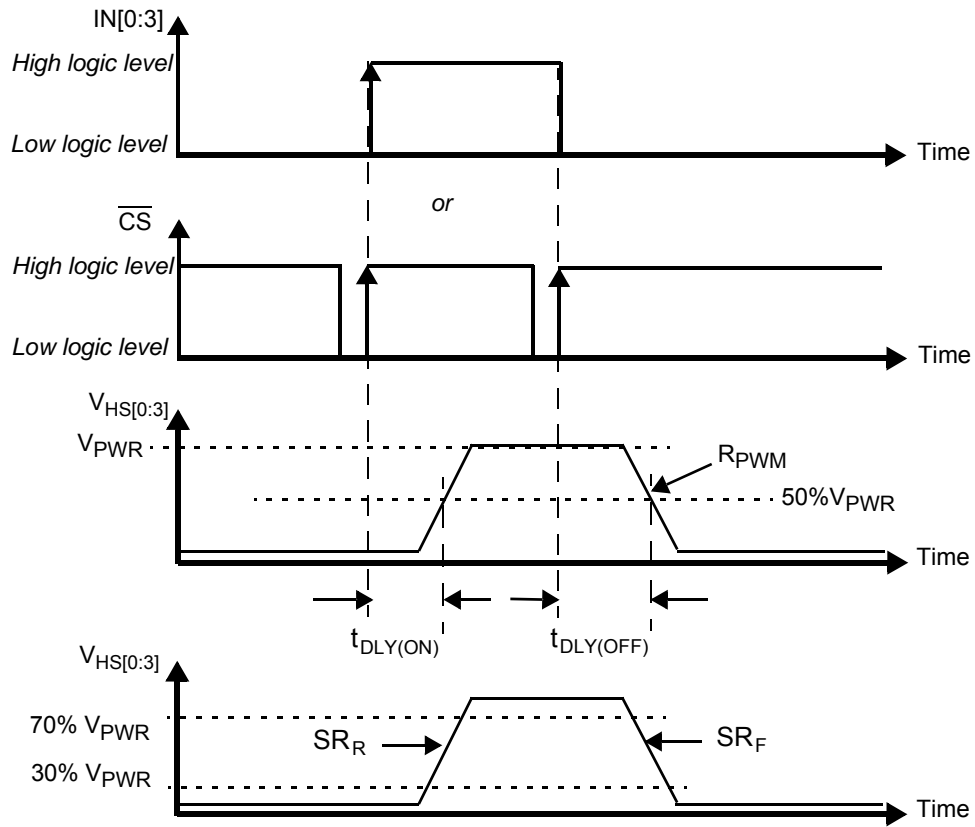 IN[0:3]
High logic level
Low logic level
Time
or
CS
High logic level
Low logic level
Time
VHS[0:3]
VPWR
RPWM
50%VPWR
Time
tDLY(ON)
tDLY(OFF)
VHS[0:3]
70% VPWR
SRR
SRF
30% VPWR
Time